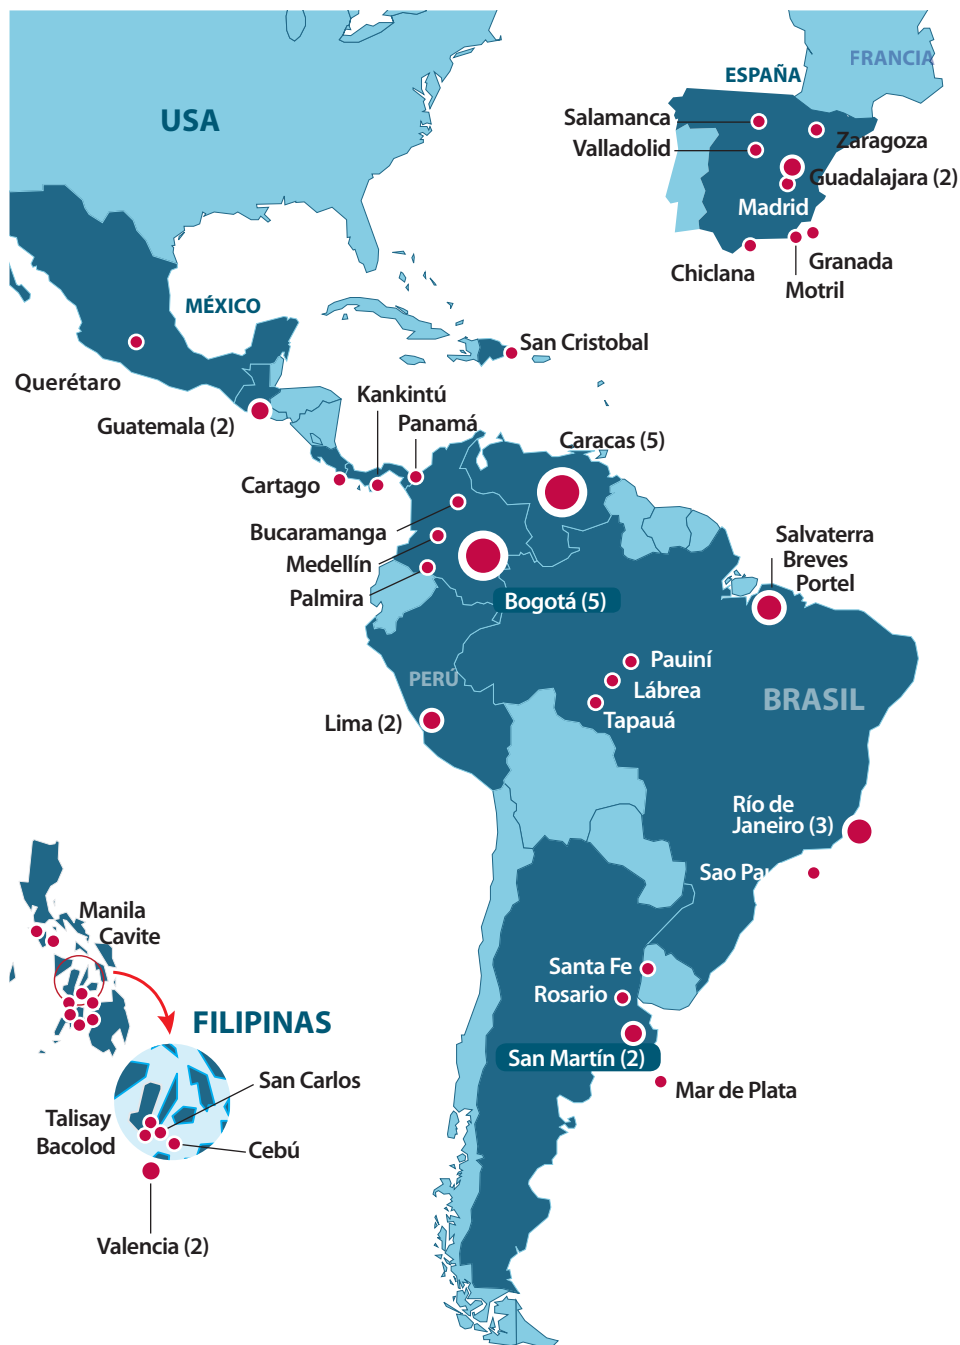 FRANCIA
ESPAÑA
USA
Salamanca
Zaragoza
Valladolid
Guadalajara (2)
Madrid
Granada
Chiclana
Motril
MÉXICO
San Cristobal
Querétaro
Kankintú
Guatemala (2)
Panamá
Caracas (5)
Cartago
Bucaramanga
Medellín
Palmira
Salvaterra
Breves
Portel
Bogotá (5)
Pauiní
PERÚ
Lábrea
BRASIL
Tapauá
Lima (2)
Río de
Janeiro (3)
Sao Pau
Manila
Cavite
Santa Fe
Rosario
FILIPINAS
San Martín (2)
San Carlos
Mar de Plata
Talisay
Bacolod
Cebú
Valencia (2)